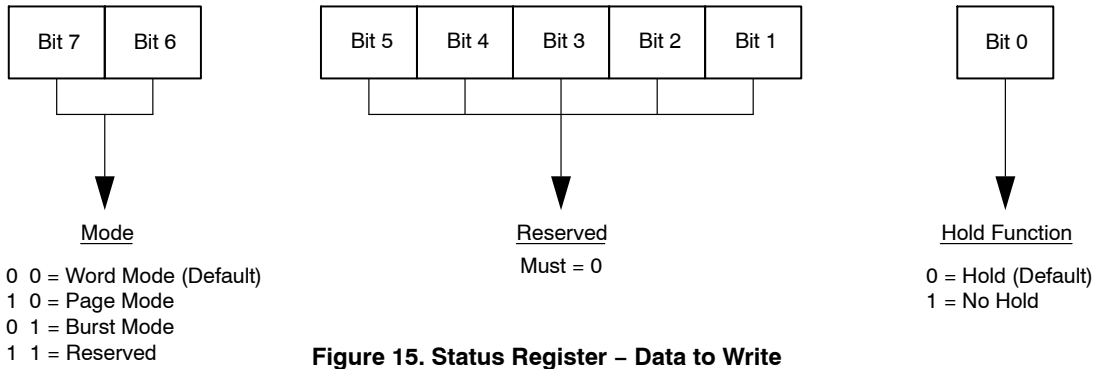 Bit 7 Bit 6 Bit 5 Bit 4 Bit 3 Bit 2 Bit 1 Bit 0
Mode
0 0 = Word Mode (Default)
1 0 = Page Mode
0 1 = Burst Mode
1 1 = Reserved
Reserved
Must = 0
Hold Function
0 = Hold (Default)
1 = No Hold
Figure 15. Status Register – Data to Write